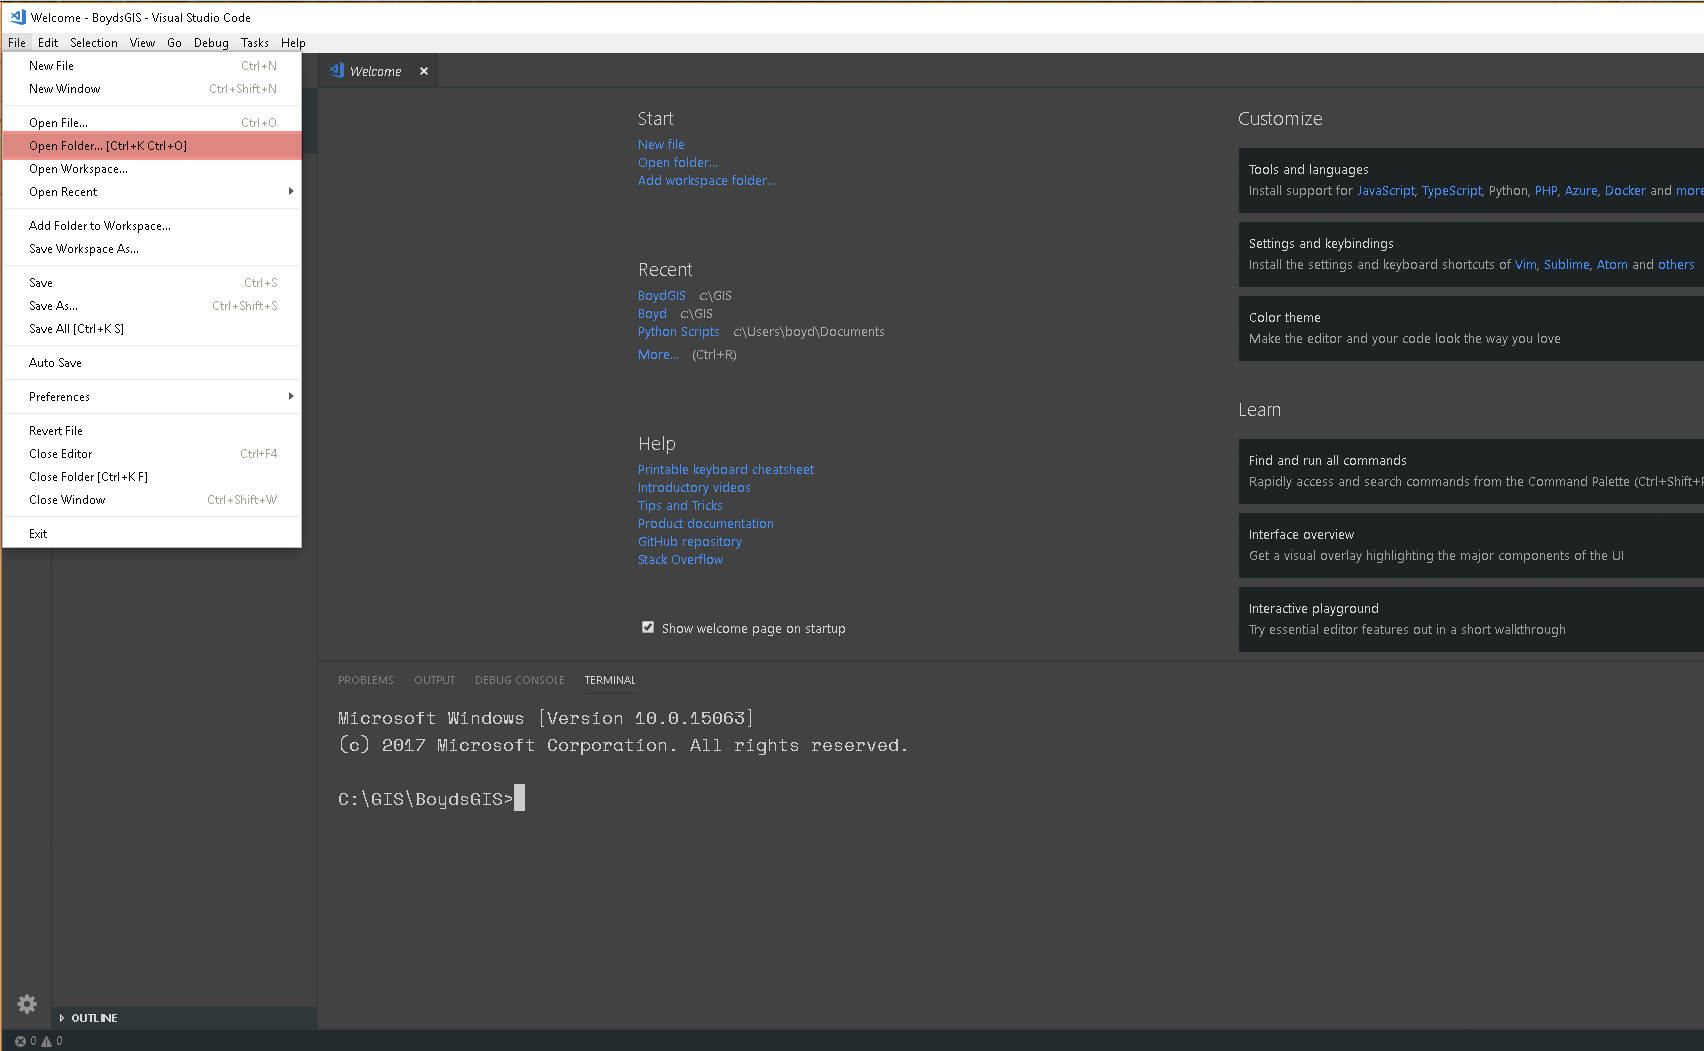 Welcome - BoydsGIS - Visual Studio Code
File Edit Selection View Go Debug Tasks Help
New File Ctrl+N
New Window Ctrl+Shift+N
Open File... Ctrl+O
Open Folder... [Ctrl+K Ctrl+O]
Open Workspace...
Open Recent
Add Folder to Workspace...
Save Workspace As...
Save Ctrl+S
Save As... Ctrl+Shift+S
Save All [Ctrl+K S]
Auto Save
Preferences
Revert File
Close Editor Ctrl+F4
Close Folder [Ctrl+K F]
Close Window Ctrl+Shift+W
Exit
Welcome
Start
New file
Open folder...
Add workspace folder...
Recent
BoydGIS c:\GIS
Boyd c:\GIS
Python Scripts c:\Users\boyd\Documents
More... (Ctrl+R)
Help
Printable keyboard cheatsheet
Introductory videos
Tips and Tricks
Product documentation
GitHub repository
Stack Overflow
Show welcome page on startup
Customize
Tools and languages
Install support for JavaScript, TypeScript, Python, PHP, Azure, Docker and more
Settings and keybindings
Install the settings and keyboard shortcuts of Vim, Sublime, Atom and others
Color theme
Make the editor and your code look the way you love
Learn
Find and run all commands
Rapidly access and search commands from the Command Palette (Ctrl+Shift+P
Interface overview
Get a visual overlay highlighting the major components of the UI
Interactive playground
Try essential editor features out in a short walkthrough
PROBLEMS OUTPUT DEBUG CONSOLE TERMINAL
Microsoft Windows [Version 10.0.15063]
(c) 2017 Microsoft Corporation. All rights reserved.
C:\GIS\BoydsGIS>
OUTLINE
0 0